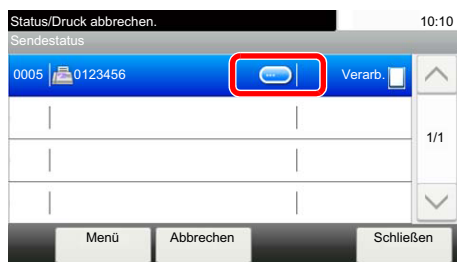 Status/Druck abbrechen. 10:10
Sendestatus
0005 0123456 ... Verarb.
1/1
Menü Abbrechen Schließen